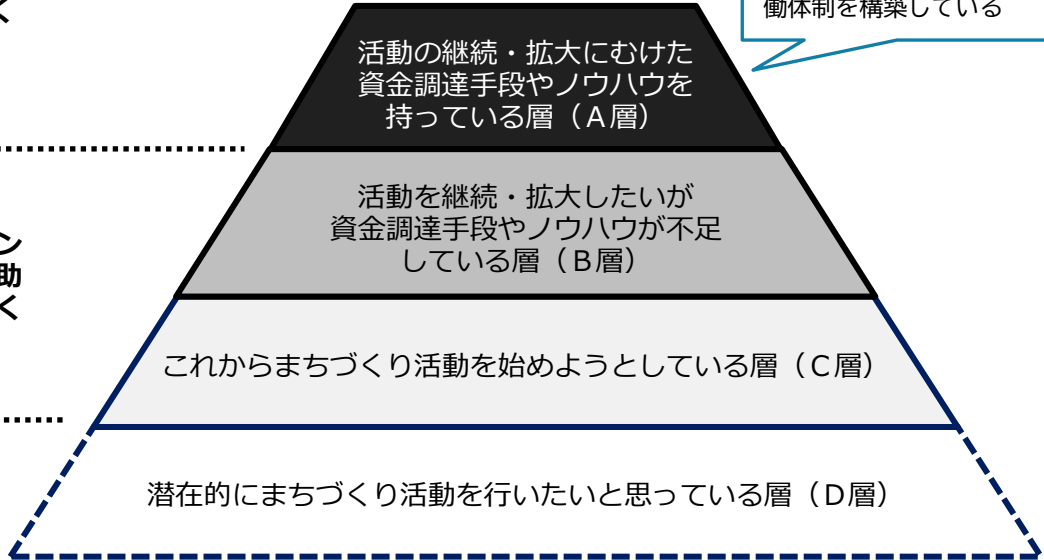 く
働体制を構築している
活動の継続・拡大にむけた
資金調達手段やノウハウを
持っている層（Ａ層）
活動を継続・拡大したいが
資金調達手段やノウハウが不足
している層（Ｂ層）
ン
助
く
これからまちづくり活動を始めようとしている層（Ｃ層）
潜在的にまちづくり活動を行いたいと思っている層（Ｄ層）